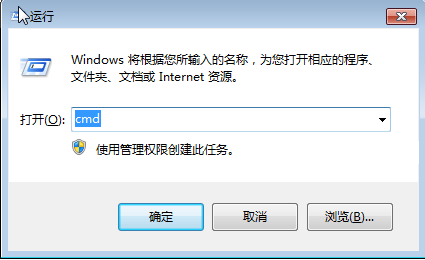 运行
Windows 将根据您所输入的名称，为您打开相应的程序、
文件夹、文档或 Internet 资源。
打开(O): cmd
使用管理权限创建此任务。
确定 取消 浏览(B)...